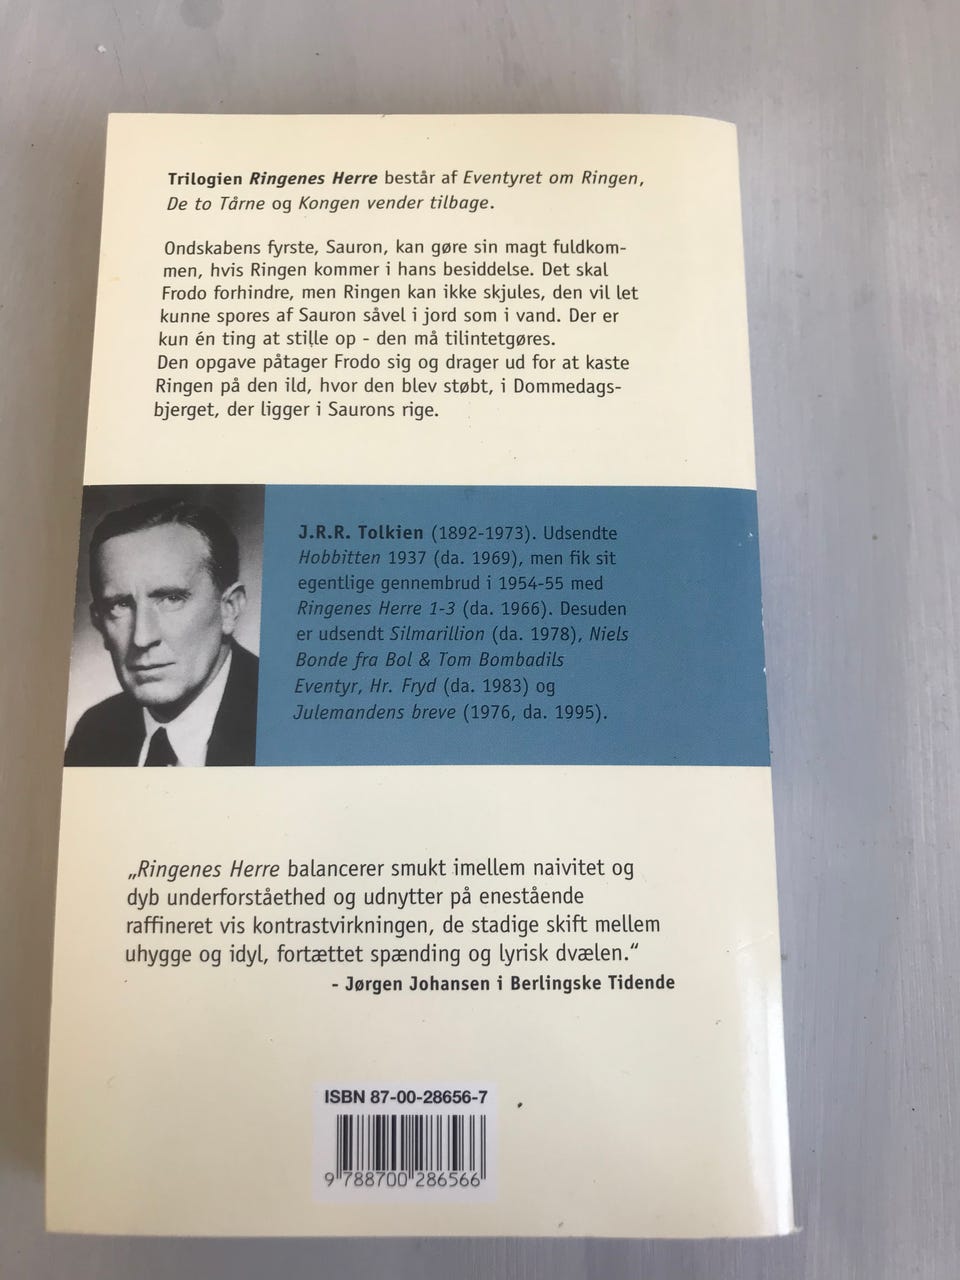 Trilogien Ringenes Herre består af Eventyret om Ringen,
De to Tårne og Kongen vender tilbage.
Ondskabens fyrste, Sauron, kan gøre sin magt fuldkom-
men, hvis Ringen kommer i hans besiddelse. Det skal
Frodo forhindre, men Ringen kan ikke skjules, den vil let
kunne spores af Sauron såvel i jord som i vand. Der er
kun én ting at stille op - den må tilintetgøres.
Den opgave påtager Frodo sig og drager ud for at kaste
Ringen på den ild, hvor den blev støbt, i Dommedags-
bjerget, der ligger i Saurons rige.
J.R.R. Tolkien (1892-1973). Udsendte
Hobbitten 1937 (da. 1969), men fik sit
egentlige gennembrud i 1954-55 med
Ringenes Herre 1-3 (da. 1966). Desuden
er udsendt Silmarillion (da. 1978), Niels
Bonde fra Bol & Tom Bombadils
Eventyr, Hr. Fryd (da. 1983) og
Julemandens breve (1976, da. 1995).
„Ringenes Herre balancerer smukt imellem naivitet og
dyb underforståethed og udnytter på enestående
raffineret vis kontrastvirkningen, de stadige skift mellem
uhygge og idyl, fortættet spænding og lyrisk dvælen.“
- Jørgen Johansen i Berlingske Tidende
ISBN 87-00-28656-7
9 788700 286566